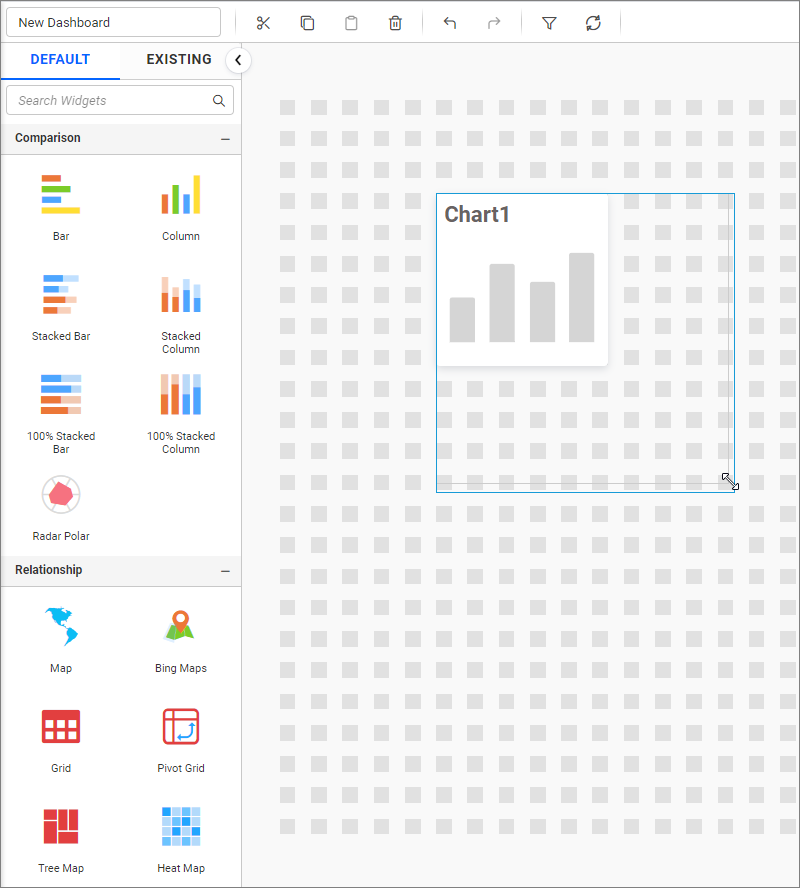 New Dashboard
DEFAULT
EXISTING
Search Widgets
Comparison
Bar
Column
Stacked Bar
Stacked
Column
100% Stacked
Bar
100% Stacked
Column
Radar Polar
Relationship
Map
Bing Maps
Grid
Pivot Grid
Tree Map
Heat Map
Chart1